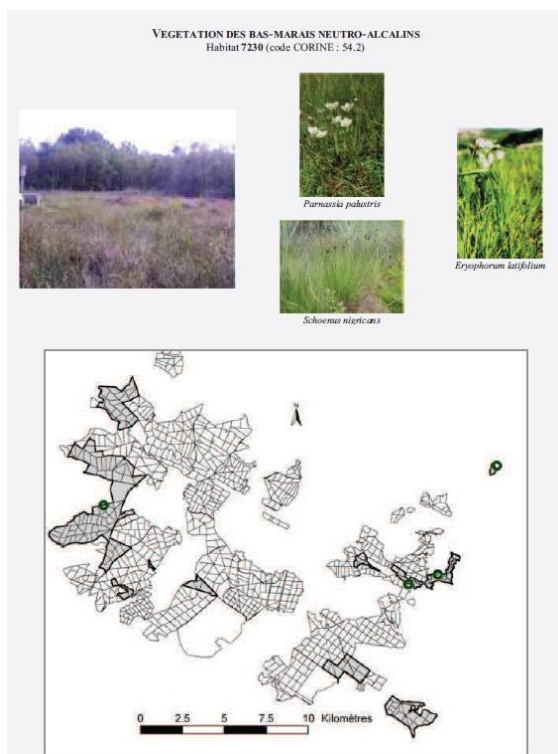 VEGETATION DES BAS-MARAIS NEUTRO-ALCALINS
Habitat 7230 (code CORINE : 54.2)
Parnassia palustris
Eryophorum latifolium
Schoenus nigricans
N
0 2.5 5 7.5 10 Kilomètres